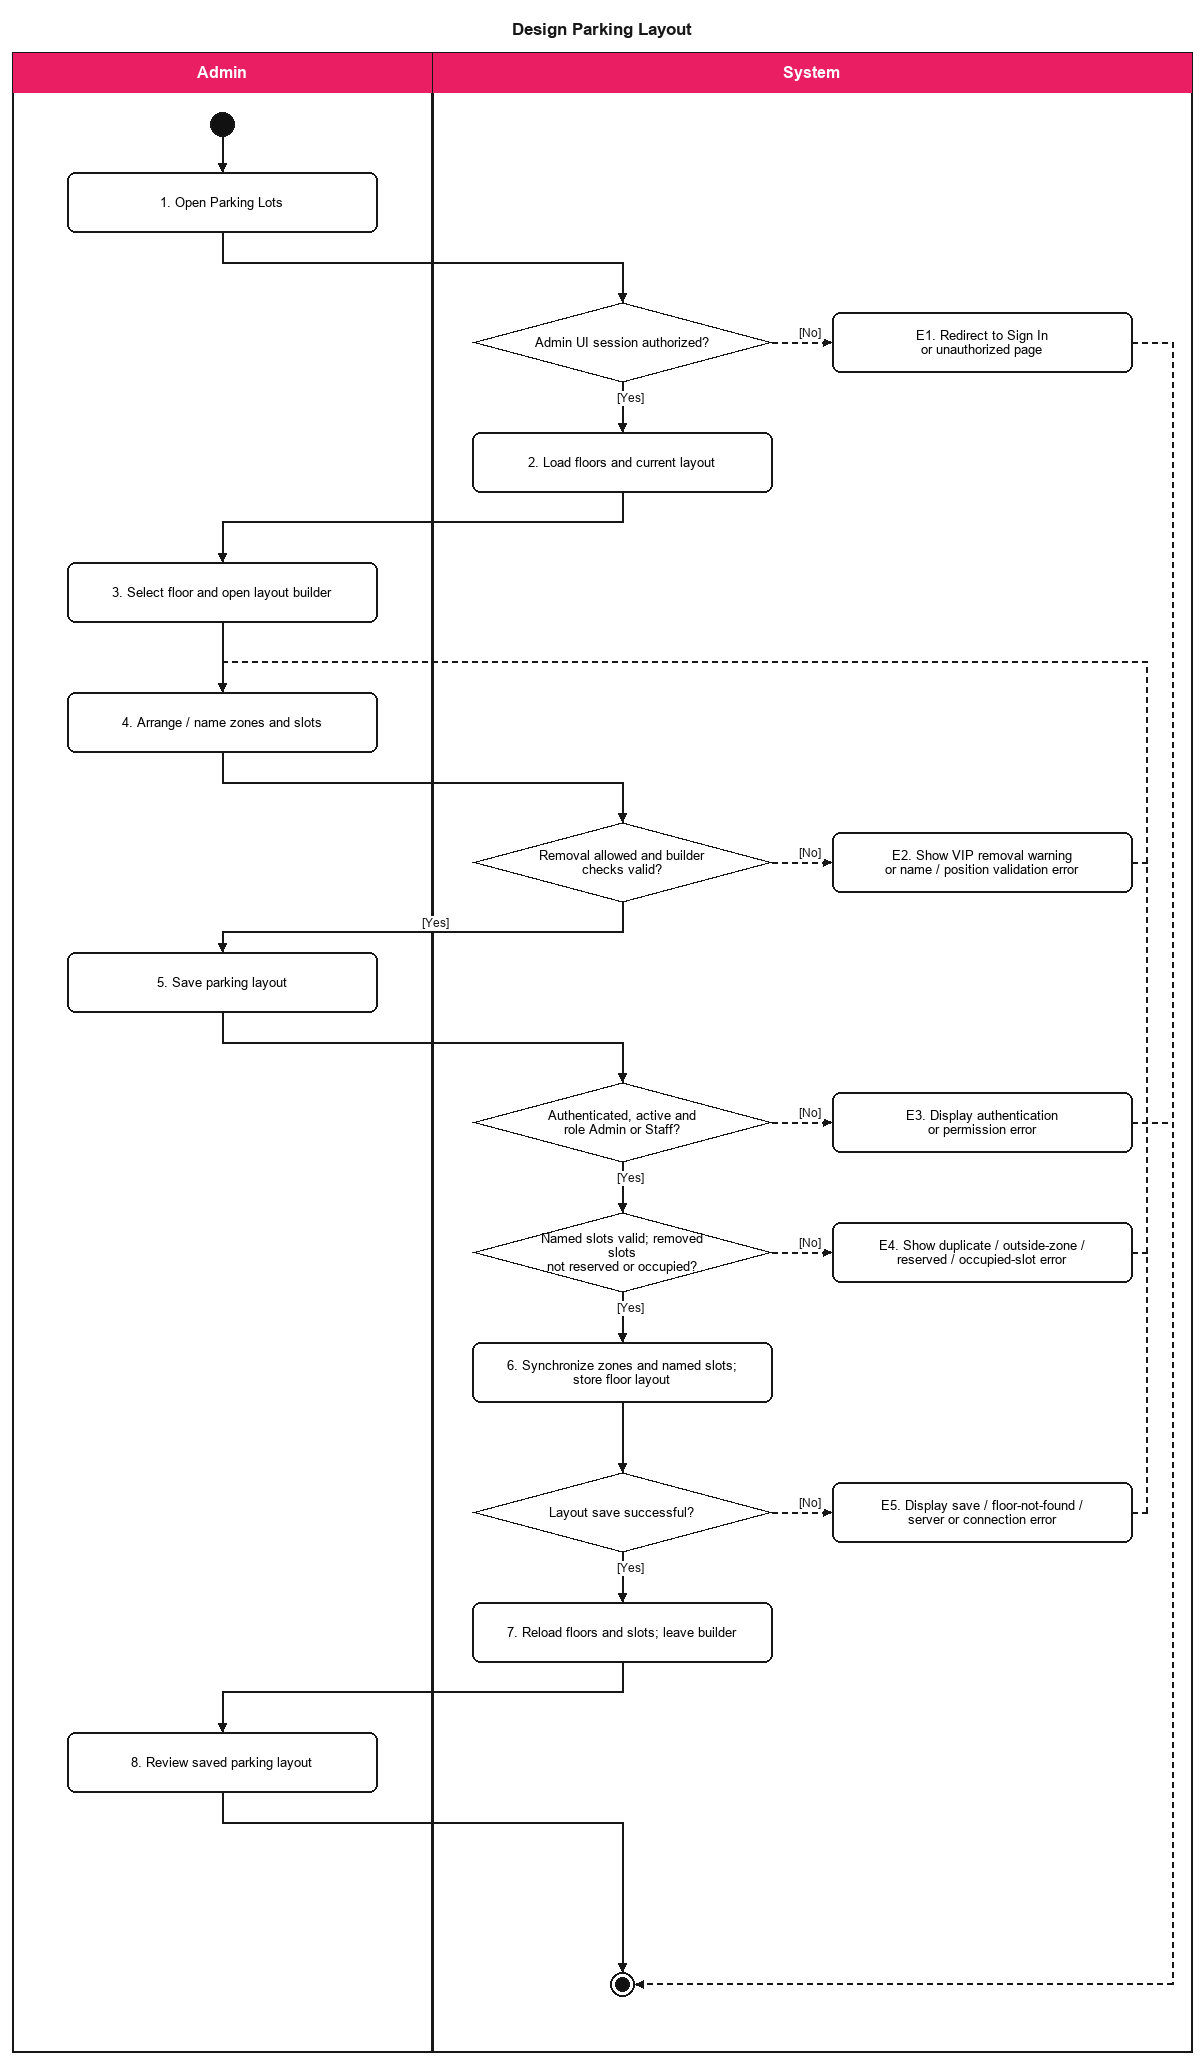 Design Parking Layout
Admin
System
1. Open Parking Lots
Admin UI session authorized?
[No]
E1. Redirect to Sign In
or unauthorized page
[Yes]
2. Load floors and current layout
3. Select floor and open layout builder
4. Arrange / name zones and slots
Removal allowed and builder
checks valid?
[No]
E2. Show VIP removal warning
or name / position validation error
[Yes]
5. Save parking layout
Authenticated, active and
role Admin or Staff?
[No]
E3. Display authentication
or permission error
[Yes]
Named slots valid; removed
slots
not reserved or occupied?
[No]
E4. Show duplicate / outside-zone /
reserved / occupied-slot error
[Yes]
6. Synchronize zones and named slots;
store floor layout
Layout save successful?
[No]
E5. Display save / floor-not-found /
server or connection error
[Yes]
7. Reload floors and slots; leave builder
8. Review saved parking layout